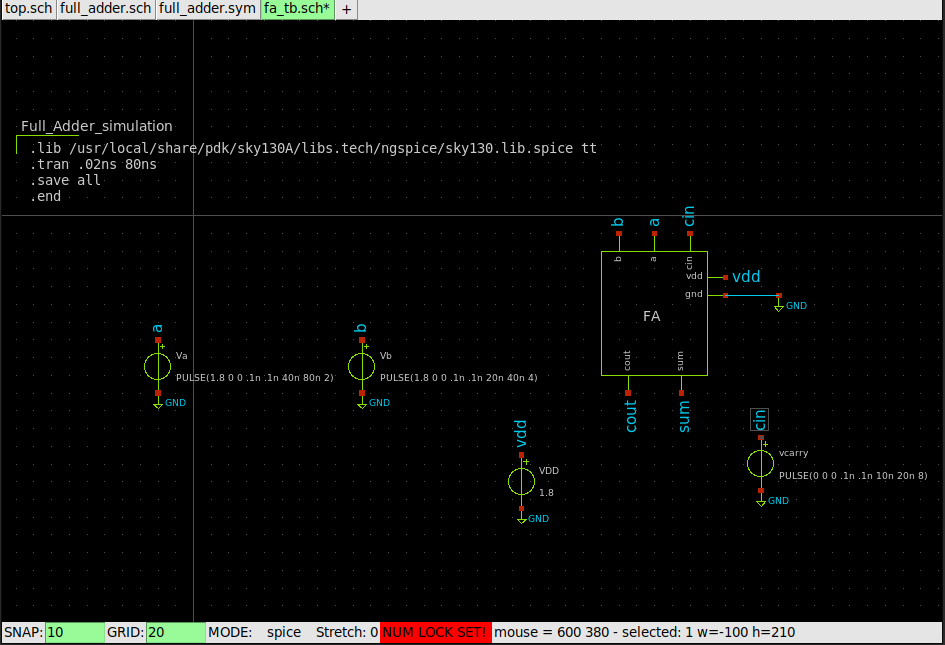 top.sch full_adder.sch full_adder.sym fa_tb.sch* +
Full_Adder_simulation
.lib /usr/local/share/pdk/sky130A/libs.tech/ngspice/sky130.lib.spice tt
.tran .02ns 80ns
.save all
.end
b a cin
b a cin
vdd vdd
gnd
GND
FA
cout sum
cout sum
a
Va
PULSE(1.8 0 0 .1n .1n 40n 80n 2)
GND
b
Vb
PULSE(1.8 0 0 .1n .1n 20n 40n 4)
GND
vdd
VDD
1.8
GND
cin
vcarry
PULSE(0 0 0 .1n .1n 10n 20n 8)
GND
SNAP: 10 GRID: 20 MODE: spice Stretch: 0 NUM LOCK SET! mouse = 600 380 - selected: 1 w=-100 h=210